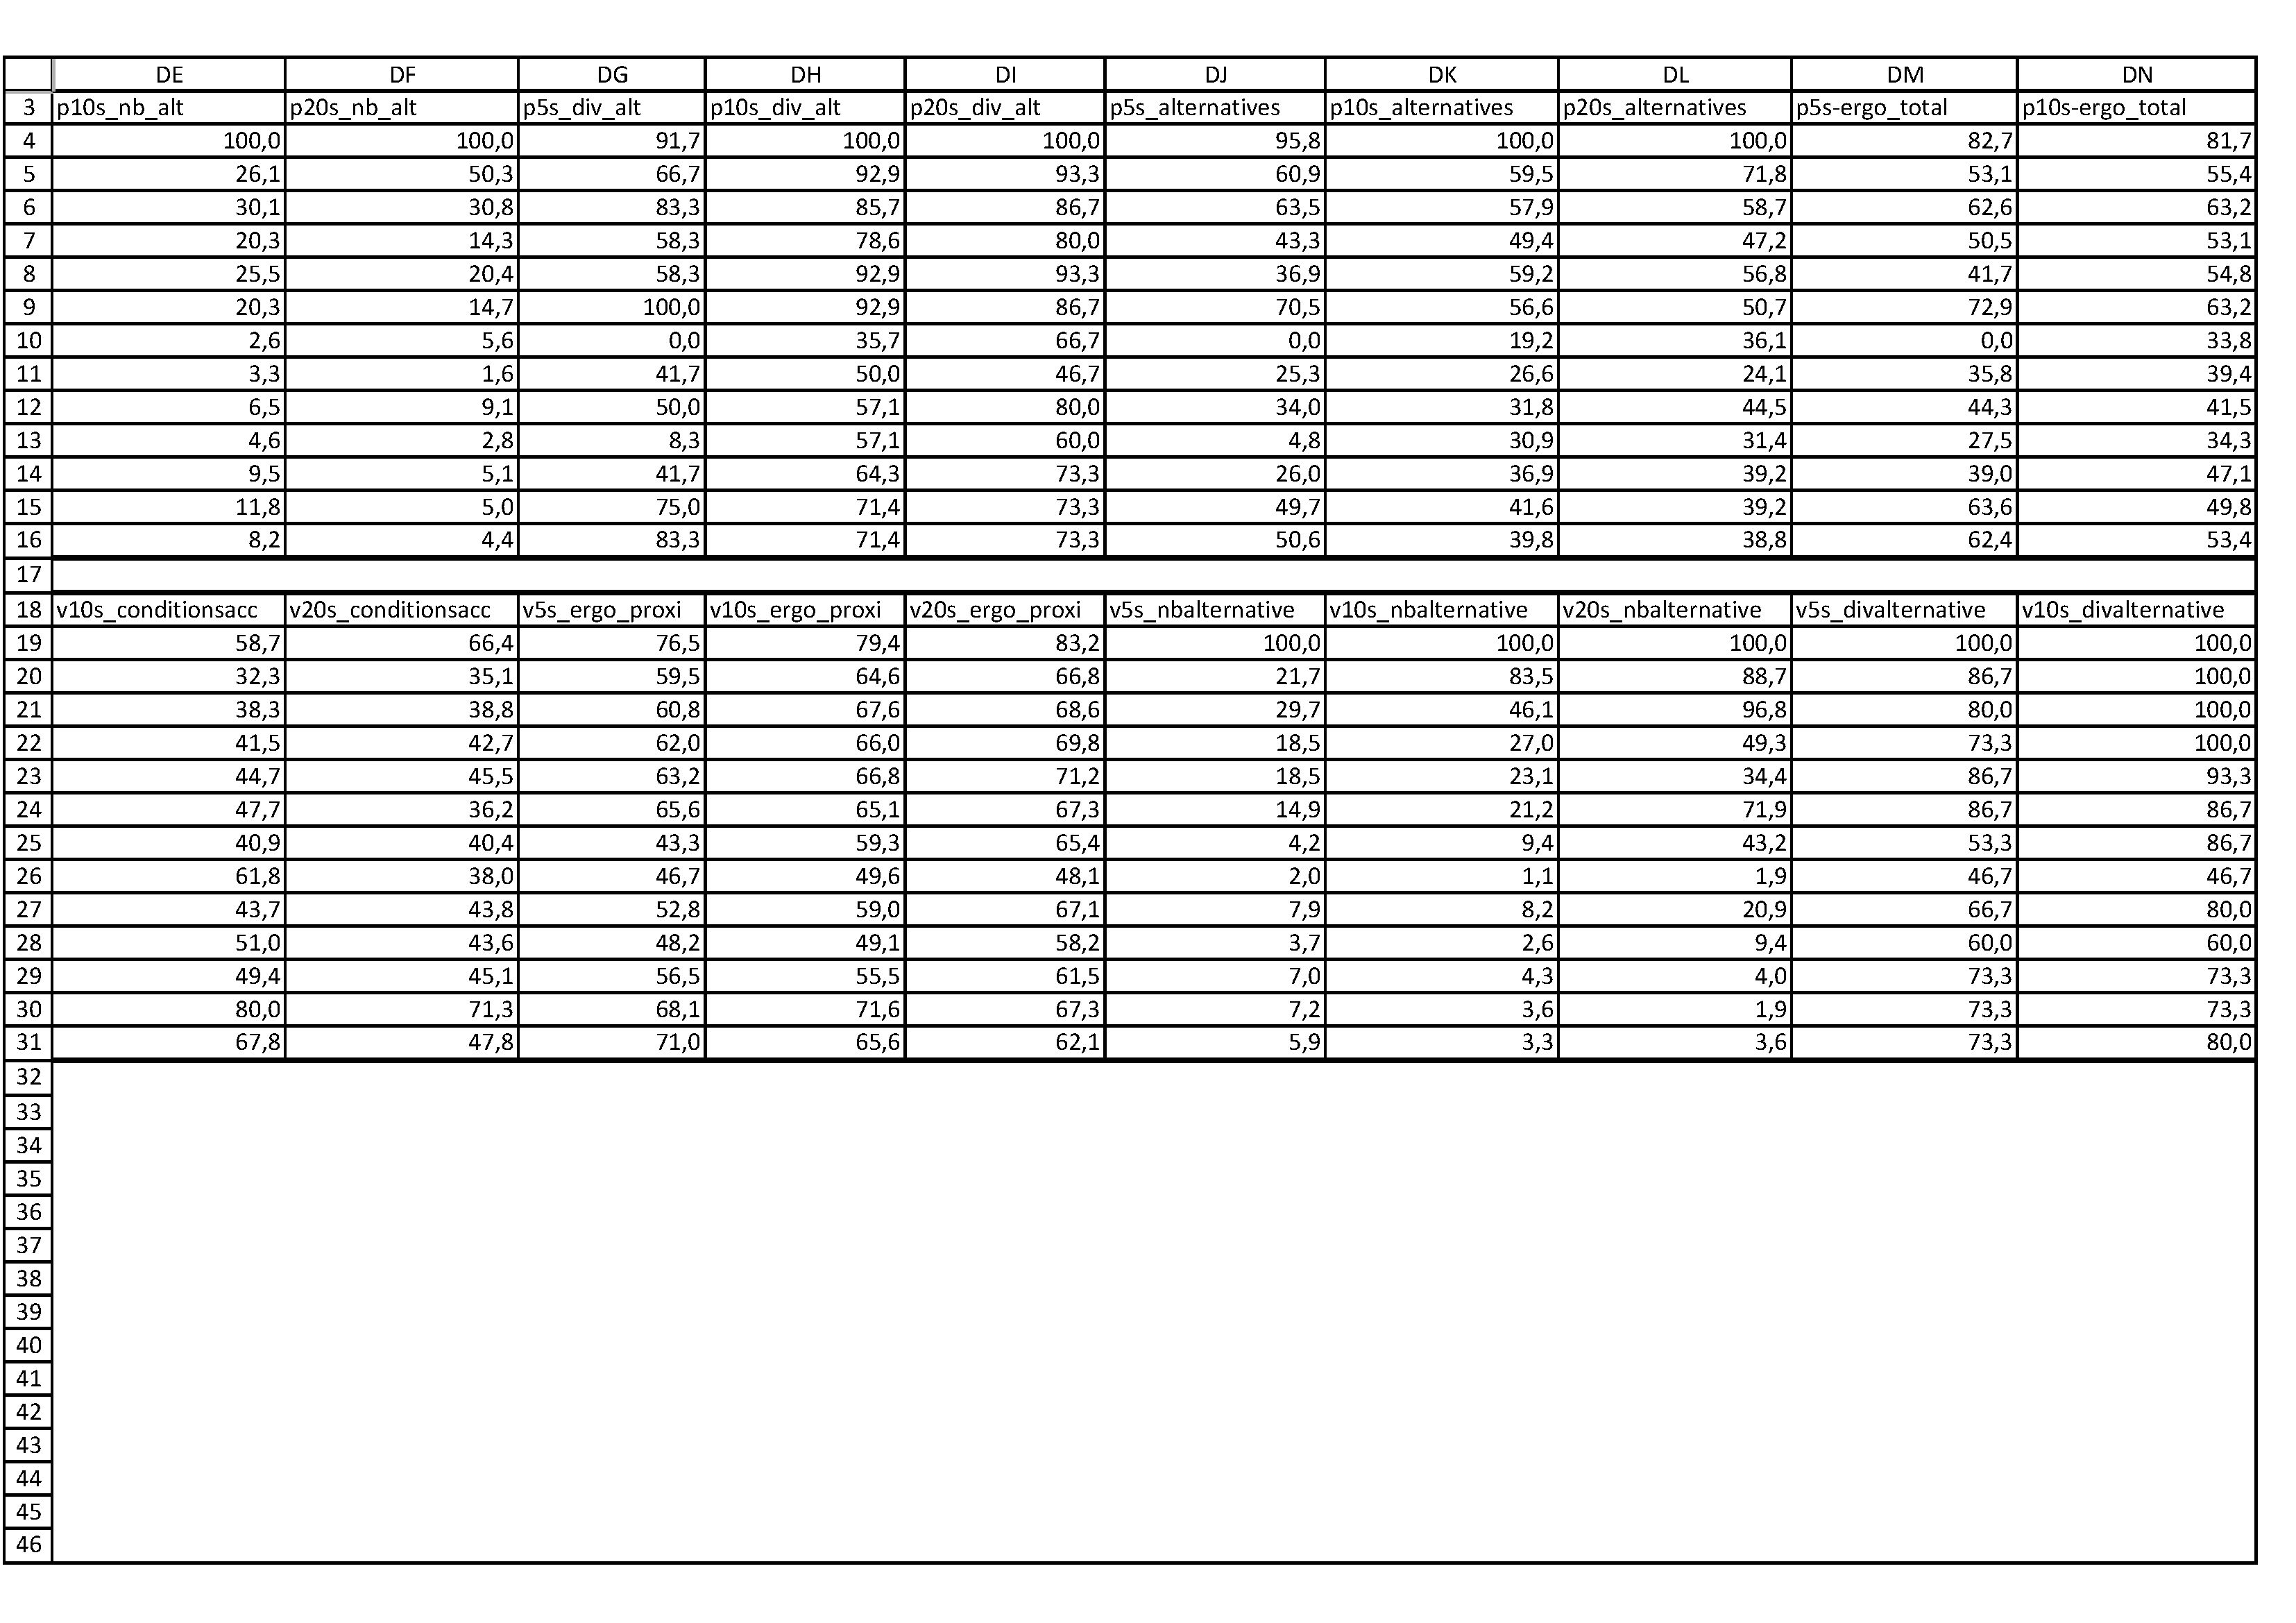 DE DF DG DH DI DJ DK DL DM DN
3 p10s_nb_alt p20s_nb_alt p5s_div_alt p10s_div_alt p20s_div_alt p5s_alternatives p10s_alternatives p20s_alternatives p5s-ergo_total p10s-ergo_total
4 100,0 100,0 91,7 100,0 100,0 95,8 100,0 100,0 82,7 81,7
5 26,1 50,3 66,7 92,9 93,3 60,9 59,5 71,8 53,1 55,4
6 30,1 30,8 83,3 85,7 86,7 63,5 57,9 58,7 62,6 63,2
7 20,3 14,3 58,3 78,6 80,0 43,3 49,4 47,2 50,5 53,1
8 25,5 20,4 58,3 92,9 93,3 36,9 59,2 56,8 41,7 54,8
9 20,3 14,7 100,0 92,9 86,7 70,5 56,6 50,7 72,9 63,2
10 2,6 5,6 0,0 35,7 66,7 0,0 19,2 36,1 0,0 33,8
11 3,3 1,6 41,7 50,0 46,7 25,3 26,6 24,1 35,8 39,4
12 6,5 9,1 50,0 57,1 80,0 34,0 31,8 44,5 44,3 41,5
13 4,6 2,8 8,3 57,1 60,0 4,8 30,9 31,4 27,5 34,3
14 9,5 5,1 41,7 64,3 73,3 26,0 36,9 39,2 39,0 47,1
15 11,8 5,0 75,0 71,4 73,3 49,7 41,6 39,2 63,6 49,8
16 8,2 4,4 83,3 71,4 73,3 50,6 39,8 38,8 62,4 53,4
17
18 v10s_conditionsacc v20s_conditionsacc v5s_ergo_proxi v10s_ergo_proxi v20s_ergo_proxi v5s_nbalternative v10s_nbalternative v20s_nbalternative v5s_divalternative v10s_divalternative
19 58,7 66,4 76,5 79,4 83,2 100,0 100,0 100,0 100,0 100,0
20 32,3 35,1 59,5 64,6 66,8 21,7 83,5 88,7 86,7 100,0
21 38,3 38,8 60,8 67,6 68,6 29,7 46,1 96,8 80,0 100,0
22 41,5 42,7 62,0 66,0 69,8 18,5 27,0 49,3 73,3 100,0
23 44,7 45,5 63,2 66,8 71,2 18,5 23,1 34,4 86,7 93,3
24 47,7 36,2 65,6 65,1 67,3 14,9 21,2 71,9 86,7 86,7
25 40,9 40,4 43,3 59,3 65,4 4,2 9,4 43,2 53,3 86,7
26 61,8 38,0 46,7 49,6 48,1 2,0 1,1 1,9 46,7 46,7
27 43,7 43,8 52,8 59,0 67,1 7,9 8,2 20,9 66,7 80,0
28 51,0 43,6 48,2 49,1 58,2 3,7 2,6 9,4 60,0 60,0
29 49,4 45,1 56,5 55,5 61,5 7,0 4,3 4,0 73,3 73,3
30 80,0 71,3 68,1 71,6 67,3 7,2 3,6 1,9 73,3 73,3
31 67,8 47,8 71,0 65,6 62,1 5,9 3,3 3,6 73,3 80,0
32
33
34
35
36
37
38
39
40
41
42
43
44
45
46